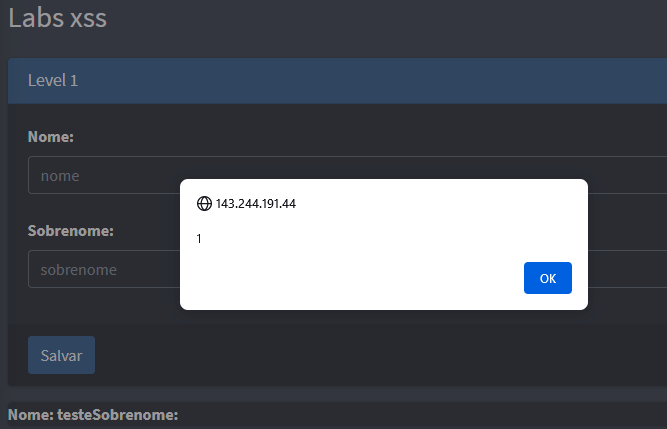 Labs xss
Level 1
Nome:
nome
143.244.191.44
1
Sobrenome:
sobrenome
OK
Salvar
Nome: testeSobrenome: